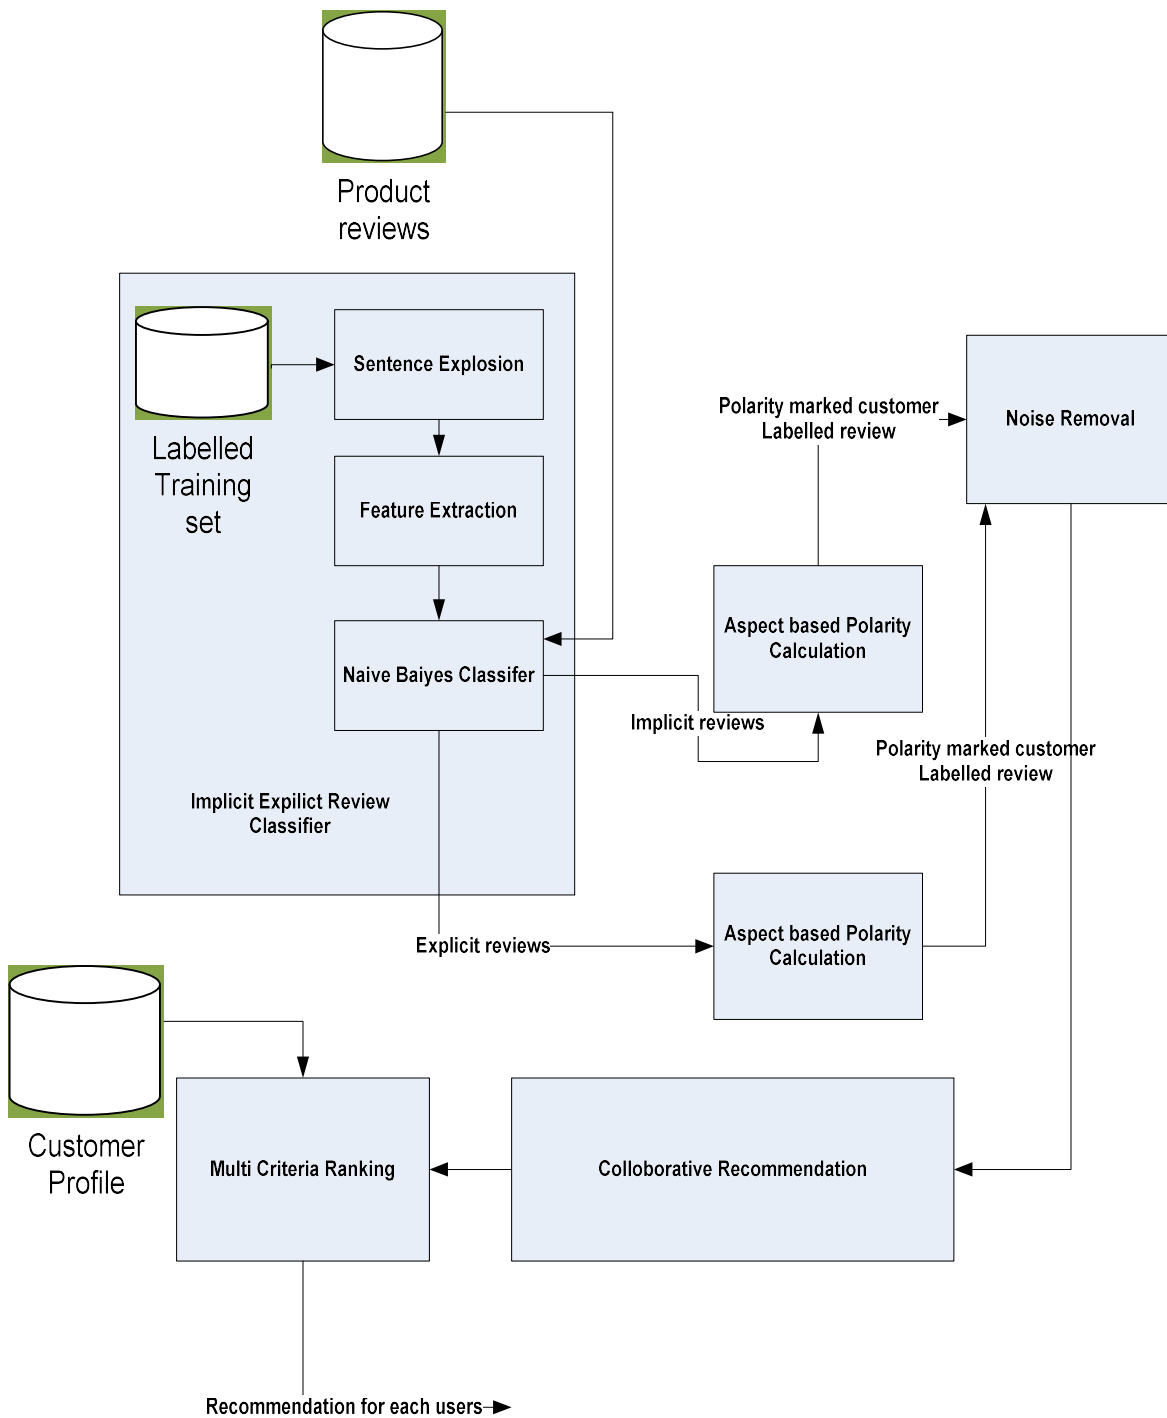 Product
reviews
Sentence Explosion
Labelled
Training
set
Feature Extraction
Naive Baiyes Classifer
Implicit Expilict Review
Classifier
Polarity marked customer
Labelled review
Noise Removal
Aspect based Polarity
Calculation
Implicit reviews
Polarity marked customer
Labelled review
Explicit reviews
Aspect based Polarity
Calculation
Customer
Profile
Multi Criteria Ranking
Colloborative Recommendation
Recommendation for each users